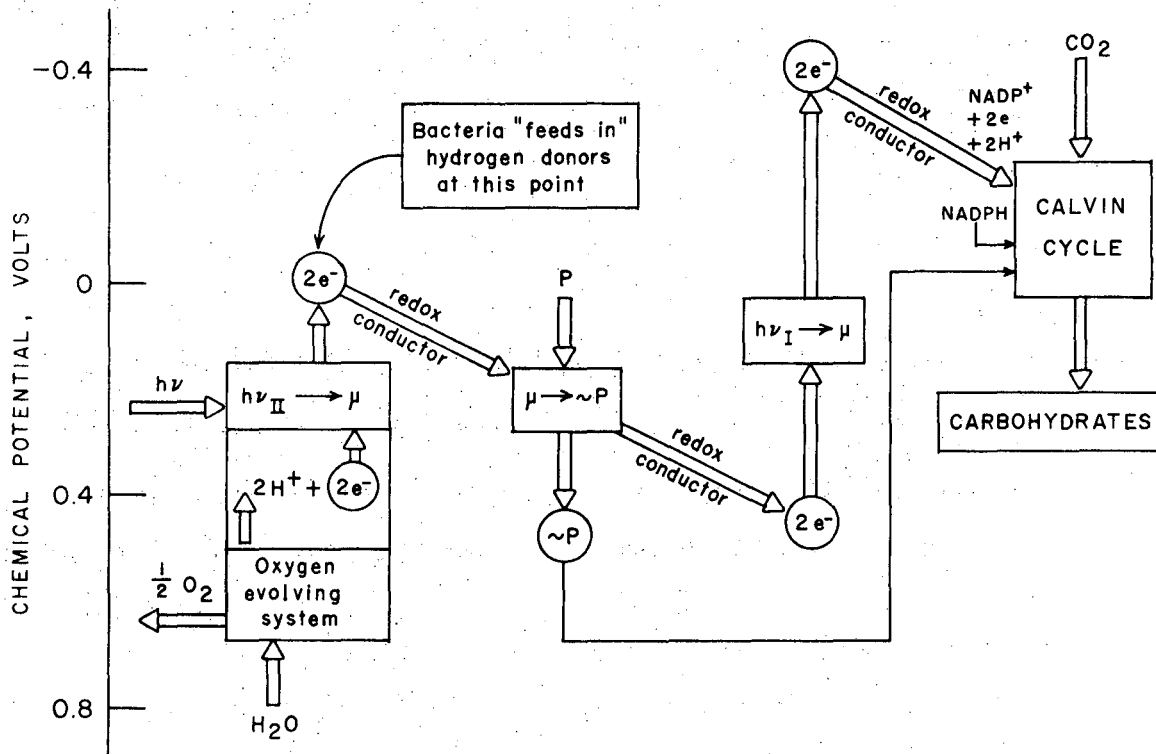 CHEMICAL POTENTIAL, VOLTS
-0.4
0
0.4
0.8
Bacteria "feeds in"
hydrogen donors
at this point
2e⁻
redox
conductor
hν
hν_II → μ
2H⁺ + 2e⁻
Oxygen
evolving
system
½ O₂
H₂O
P
μ → ~P
~P
redox
conductor
2e⁻
hν_I → μ
2e⁻
redox
conductor
NADP⁺
+ 2e
+ 2H⁺
CO₂
NADPH
CALVIN
CYCLE
CARBOHYDRATES